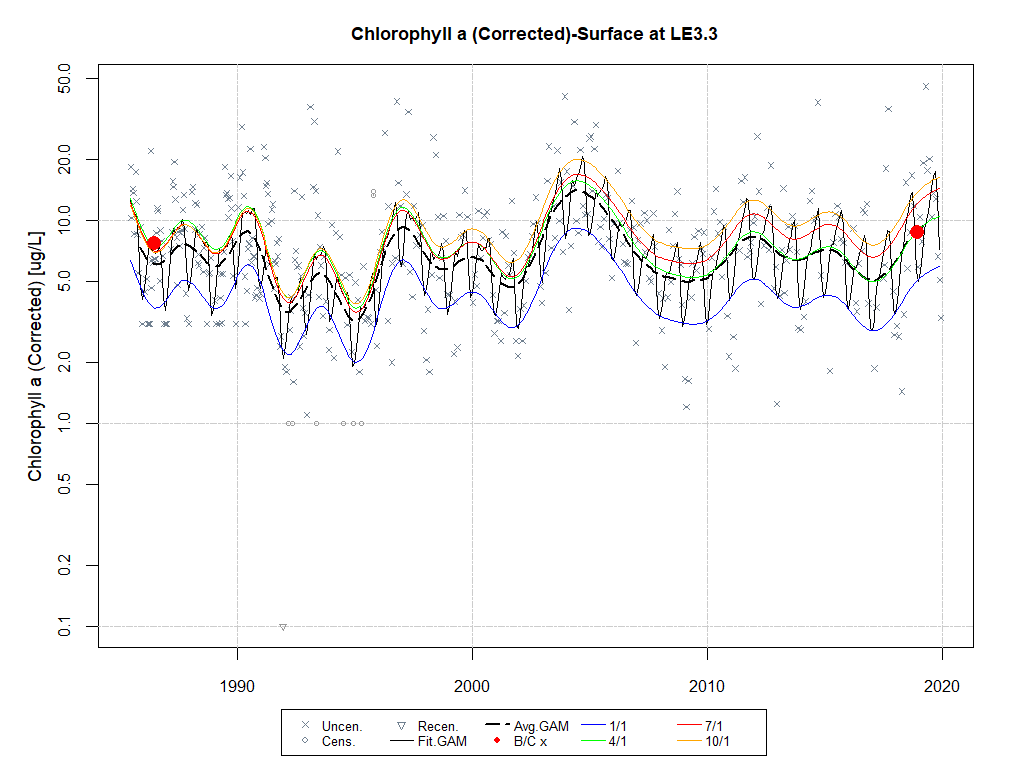 Chlorophyll a (Corrected)-Surface at LE3.3
Chlorophyll a (Corrected) [ug/L]
50.0
20.0
10.0
5.0
2.0
1.0
0.5
0.2
0.1
1990 2000 2010 2020
Uncen. Recen. Avg.GAM 1/1 7/1
Cens. Fit.GAM B/C x 4/1 10/1